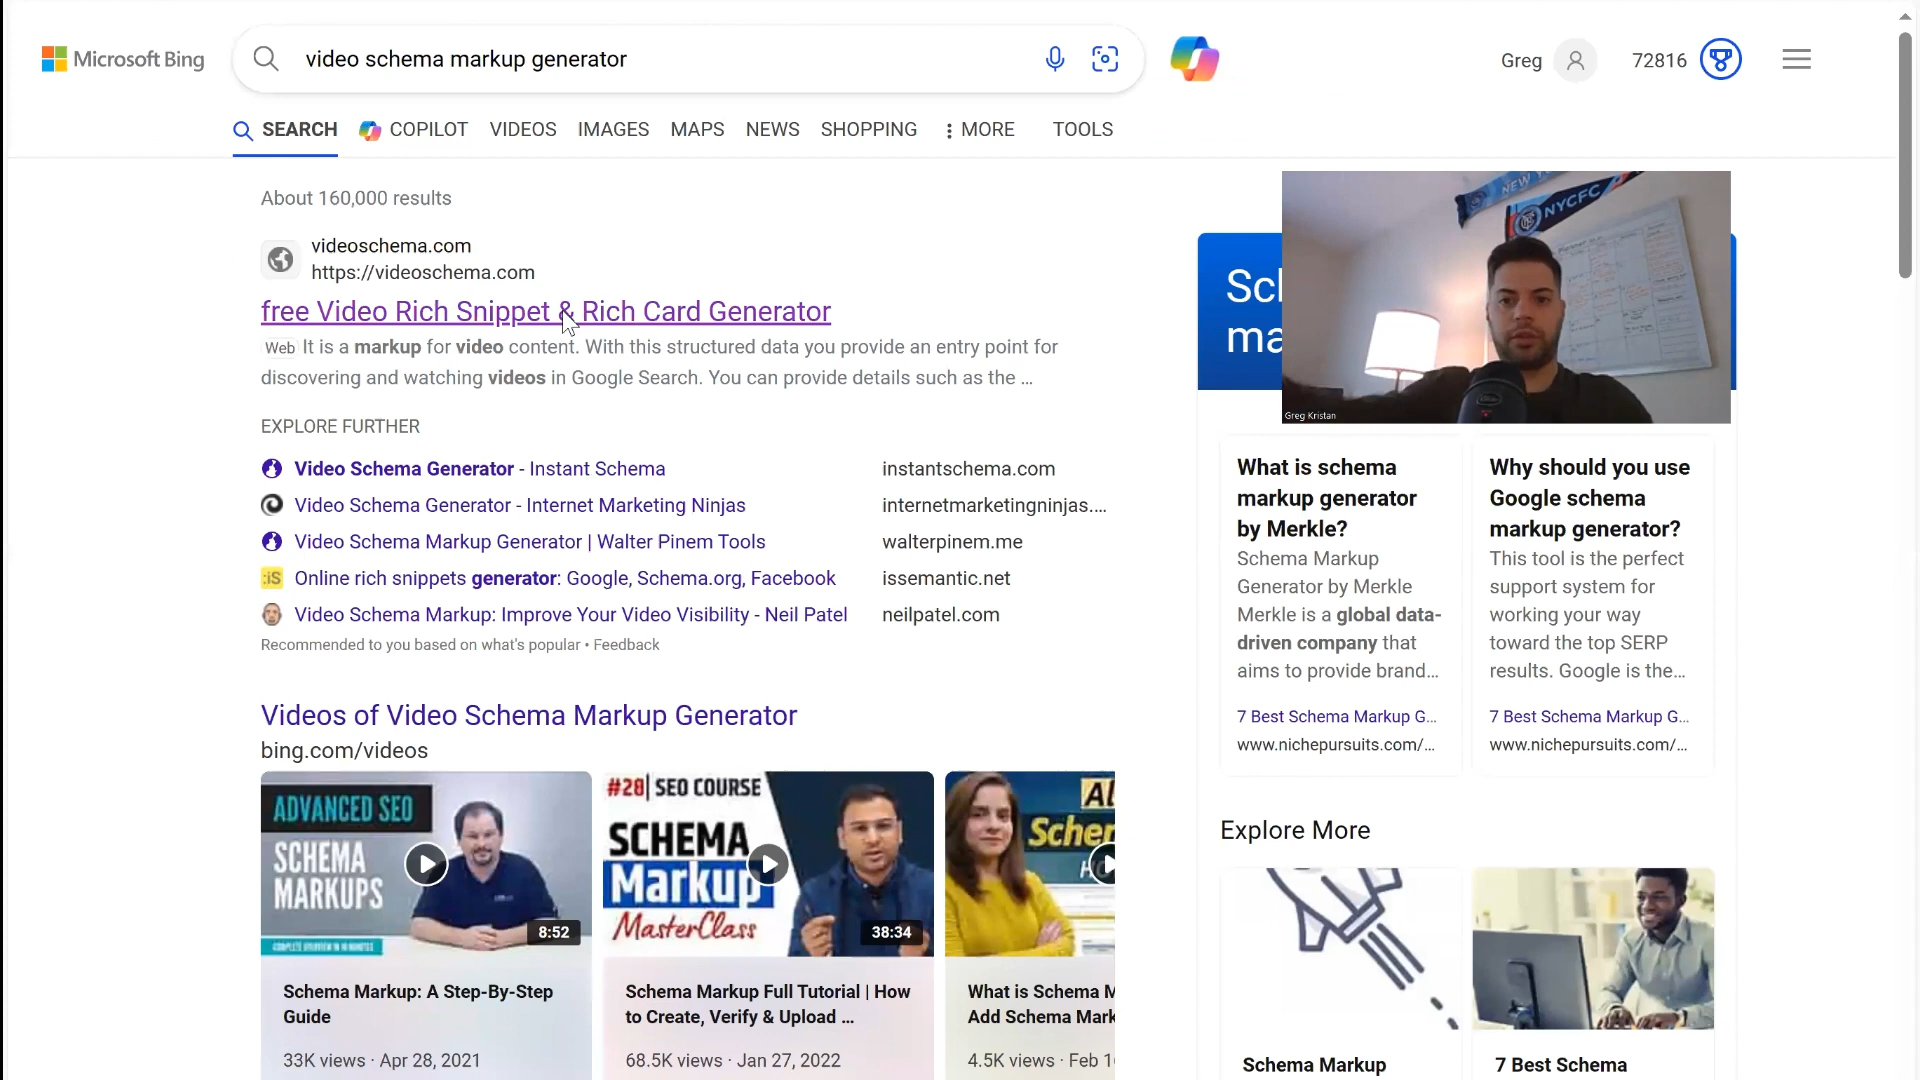 Microsoft Bing
video schema markup generator
Greg
72816
SEARCH
COPILOT
VIDEOS
IMAGES
MAPS
NEWS
SHOPPING
MORE
TOOLS
About 160,000 results
videoschema.com
https://videoschema.com
free Video Rich Snippet & Rich Card Generator
Web It is a markup for video content. With this structured data you provide an entry point for
discovering and watching videos in Google Search. You can provide details such as the ...
EXPLORE FURTHER
Video Schema Generator - Instant Schema
instantschema.com
Video Schema Generator - Internet Marketing Ninjas
internetmarketingninjas....
Video Schema Markup Generator | Walter Pinem Tools
walterpinem.me
:iS
Online rich snippets generator: Google, Schema.org, Facebook
issemantic.net
Video Schema Markup: Improve Your Video Visibility - Neil Patel
neilpatel.com
Recommended to you based on what's popular • Feedback
Videos of Video Schema Markup Generator
bing.com/videos
ADVANCED SEO
SCHEMA
MARKUPS
COMPLETE OVERVIEW IN 10 MINUTES
8:52
Schema Markup: A Step-By-Step
Guide
33K views · Apr 28, 2021
#28| SEO COURSE
SCHEMA
Markup
MasterClass
38:34
Schema Markup Full Tutorial | How
to Create, Verify & Upload ...
68.5K views · Jan 27, 2022
Al
Scher
What is Schema M
Add Schema Mark
4.5K views · Feb 1
Sch
ma
NEW Y
NYCFC
Greg Kristan
What is schema
markup generator
by Merkle?
Schema Markup
Generator by Merkle
Merkle is a global data-
driven company that
aims to provide brand...
7 Best Schema Markup G...
www.nichepursuits.com/...
Why should you use
Google schema
markup generator?
This tool is the perfect
support system for
working your way
toward the top SERP
results. Google is the...
7 Best Schema Markup G...
www.nichepursuits.com/...
Explore More
Schema Markup
7 Best Schema